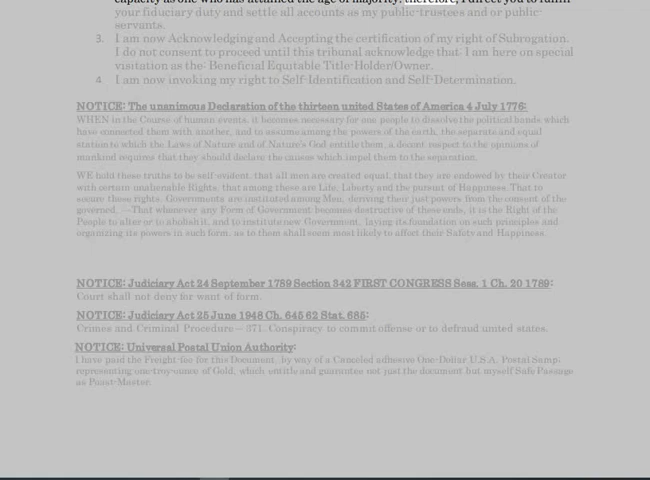 capacity as one who has attained the age of majority: therefore, I direct you to fulfill
your fiduciary duty and settle all accounts as my public-trustees and or public-
servants.
3. I am now Acknowledging and Accepting the certification of my right of Subrogation.
I do not consent to proceed until this tribunal acknowledge that: I am here on special
visitation as the: Beneficial Equitable Title-Holder/Owner.
4. I am now invoking my right to Self-Identification and Self-Determination.
NOTICE: The unanimous Declaration of the thirteen united States of America 4 July 1776:
WHEN in the Course of human events, it becomes necessary for one people to dissolve the political bands which
have connected them with another, and to assume among the powers of the earth, the separate and equal
station to which the Laws of Nature and of Nature's God entitle them, a decent respect to the opinions of
mankind requires that they should declare the causes which impel them to the separation.
WE hold these truths to be self-evident, that all men are created equal, that they are endowed by their Creator
with certain unalienable Rights, that among these are Life, Liberty and the pursuit of Happiness. That to
secure these rights, Governments are instituted among Men, deriving their just powers from the consent of the
governed, —That whenever any Form of Government becomes destructive of these ends, it is the Right of the
People to alter or to abolish it, and to institute new Government, laying its foundation on such principles and
organizing its powers in such form, as to them shall seem most likely to affect their Safety and Happiness.
NOTICE: Judiciary Act 24 September 1789 Section 342 FIRST CONGRESS Sess. 1 Ch. 20 1789:
Court shall not deny for want of form.
NOTICE: Judiciary Act 25 June 1948 Ch. 645 62 Stat. 685:
Crimes and Criminal Procedure – 371. Conspiracy to commit offense or to defraud united states.
NOTICE: Universal Postal Union Authority:
I have paid the Freight-fee for this Document, by way of a Canceled adhesive One-Dollar U.S.A. Postal Stamp;
representing one-troy-ounce of Gold, which entitle and guarantee not just the document but myself Safe Passage
as Post-Master.